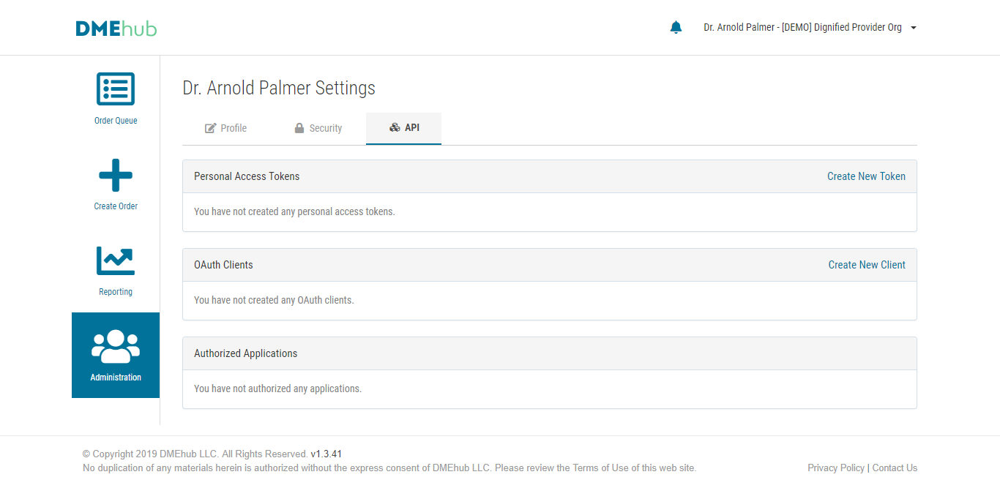 DMEhub
Dr. Arnold Palmer - [DEMO] Dignified Provider Org
Order Queue
Create Order
Reporting
Administration
Dr. Arnold Palmer Settings
Profile
Security
API
Personal Access Tokens
Create New Token
You have not created any personal access tokens.
OAuth Clients
Create New Client
You have not created any OAuth clients.
Authorized Applications
You have not authorized any applications.
© Copyright 2019 DMEhub LLC. All Rights Reserved. v1.3.41
No duplication of any materials herein is authorized without the express consent of DMEhub LLC. Please review the Terms of Use of this web site.
Privacy Policy | Contact Us